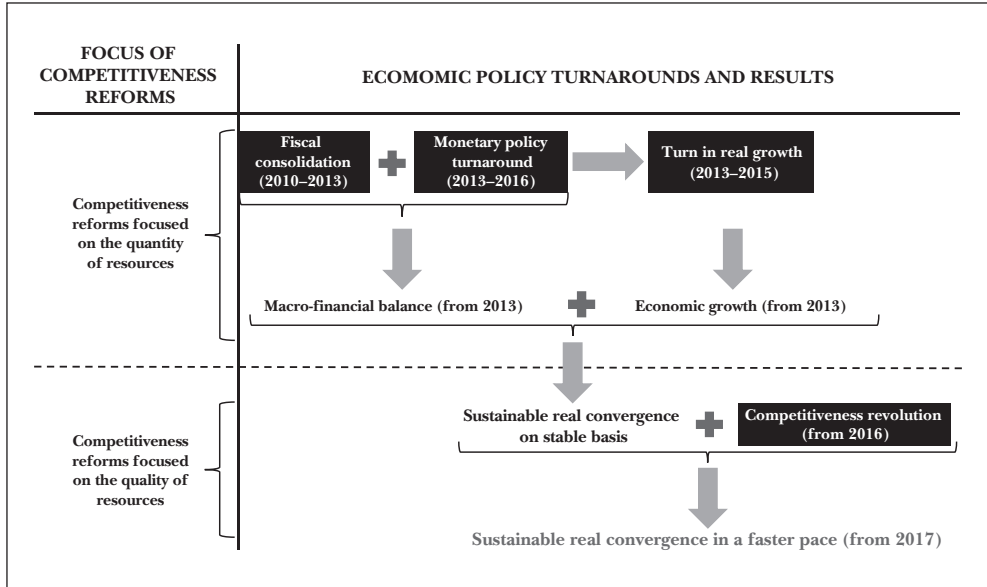 FOCUS OF
COMPETITIVENESS
REFORMS
ECOMOMIC POLICY TURNAROUNDS AND RESULTS
Competitiveness
reforms focused
on the quantity
of resources
Fiscal
consolidation
(2010–2013)
Monetary policy
turnaround
(2013–2016)
Turn in real growth
(2013–2015)
Macro-financial balance (from 2013)
Economic growth (from 2013)
Competitiveness
reforms focused
on the quality of
resources
Sustainable real convergence
on stable basis
Competitiveness revolution
(from 2016)
Sustainable real convergence in a faster pace (from 2017)